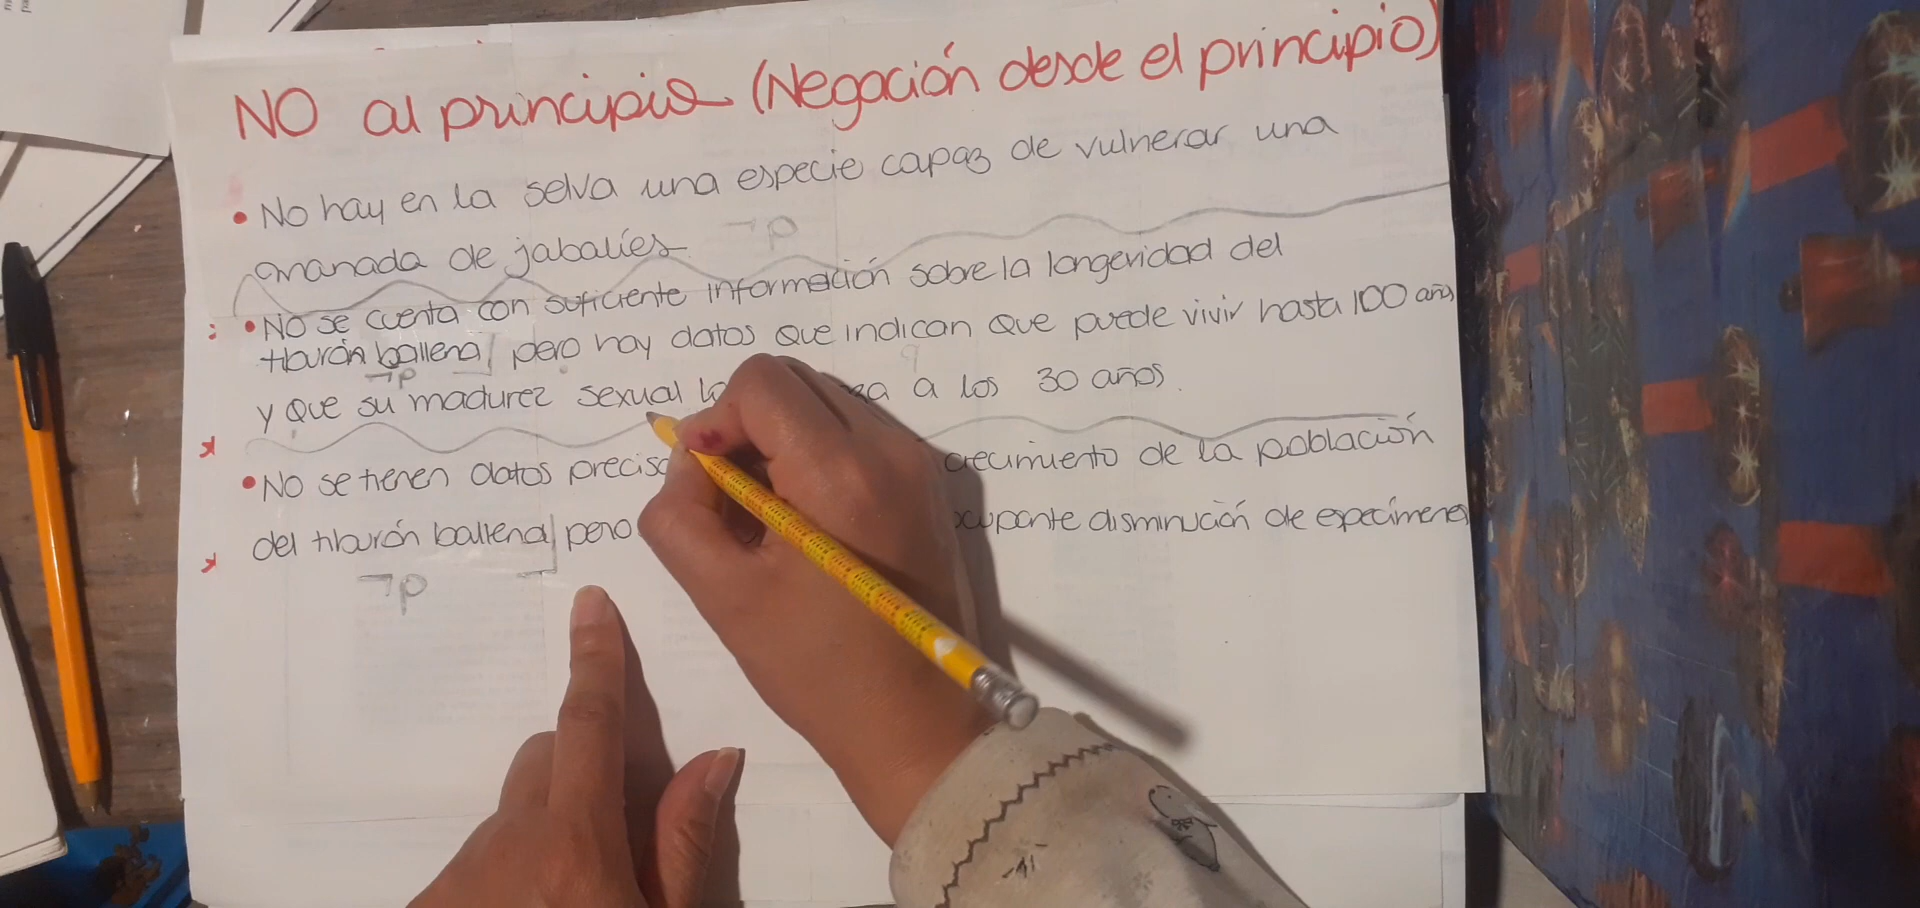 NO al principio (Negación desde el principio)
• No hay en la selva una especie capaz de vulnerar una
manada de jabalíes. ¬p
• NO se cuenta con suficiente información sobre la longevidad del
tiburón ballena, pero hay datos que indican que puede vivir hasta 100 años
¬p q
y que su madurez sexual a los 30 años.
• NO se tienen datos crecimiento de la población
del tiburón ballena, pero disminución de especímenes
¬p